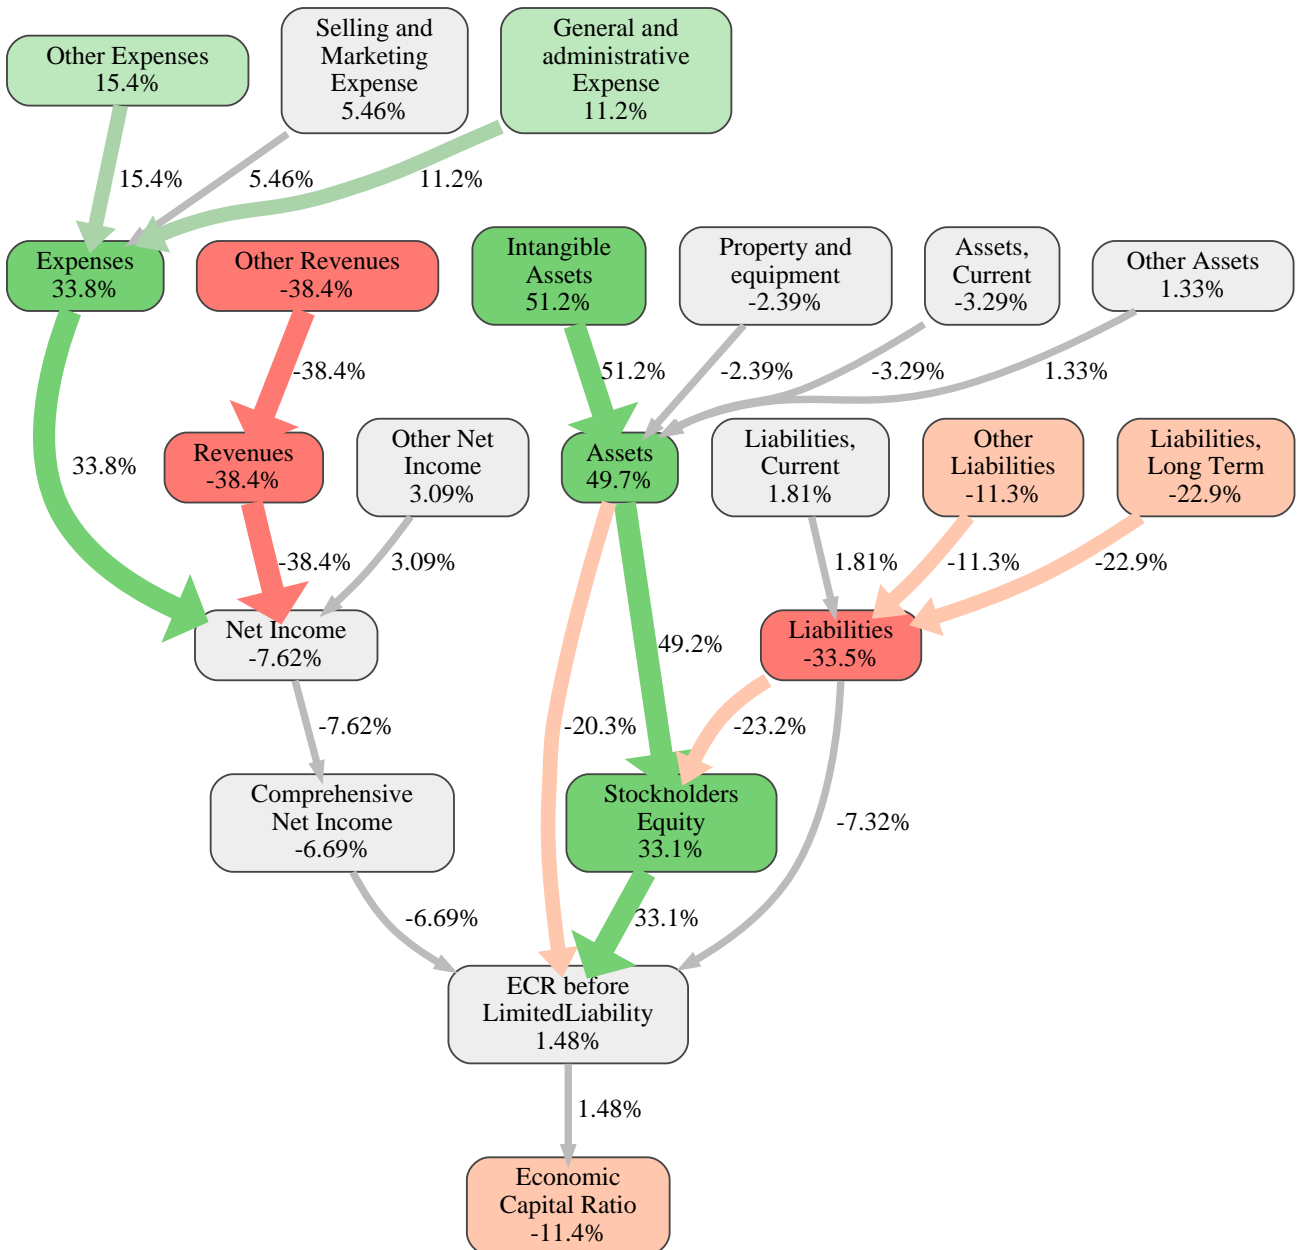 Other Expenses
15.4%
Selling and
Marketing
Expense
5.46%
General and
administrative
Expense
11.2%
15.4%
5.46%
11.2%
Expenses
33.8%
Other Revenues
-38.4%
Intangible
Assets
51.2%
Property and
equipment
-2.39%
Assets,
Current
-3.29%
Other Assets
1.33%
-38.4%
51.2%
-2.39%
-3.29%
1.33%
33.8%
Revenues
-38.4%
Other Net
Income
3.09%
Assets
49.7%
Liabilities,
Current
1.81%
Other
Liabilities
-11.3%
Liabilities,
Long Term
-22.9%
-38.4%
3.09%
1.81%
-11.3%
-22.9%
Net Income
-7.62%
49.2%
Liabilities
-33.5%
-7.62%
-20.3%
-23.2%
Comprehensive
Net Income
-6.69%
Stockholders
Equity
33.1%
-7.32%
-6.69%
33.1%
ECR before
LimitedLiability
1.48%
1.48%
Economic
Capital Ratio
-11.4%